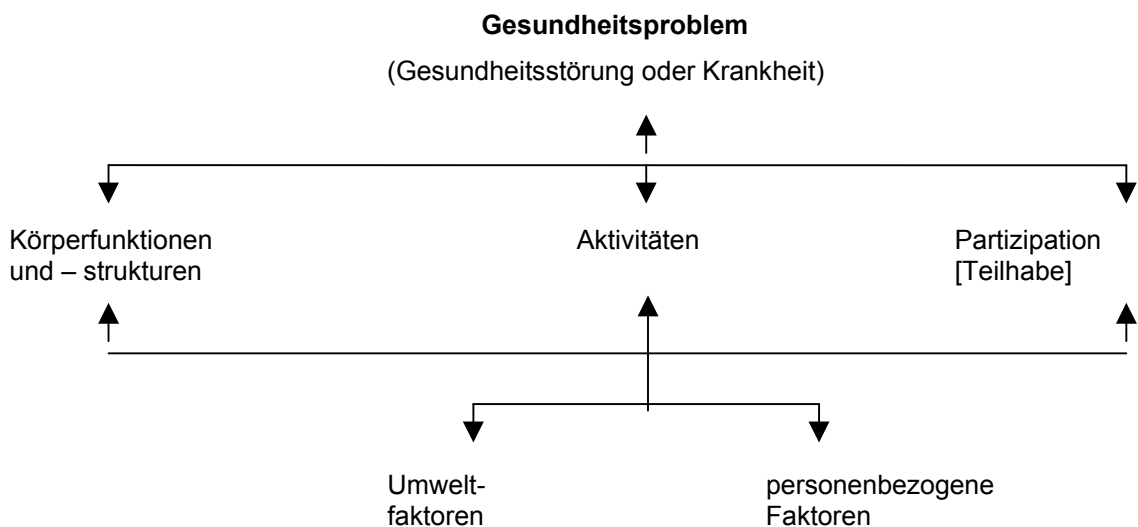 Gesundheitsproblem
(Gesundheitsstörung oder Krankheit)
Körperfunktionen
und – strukturen
Aktivitäten
Partizipation
[Teilhabe]
Umwelt-
faktoren
personenbezogene
Faktoren